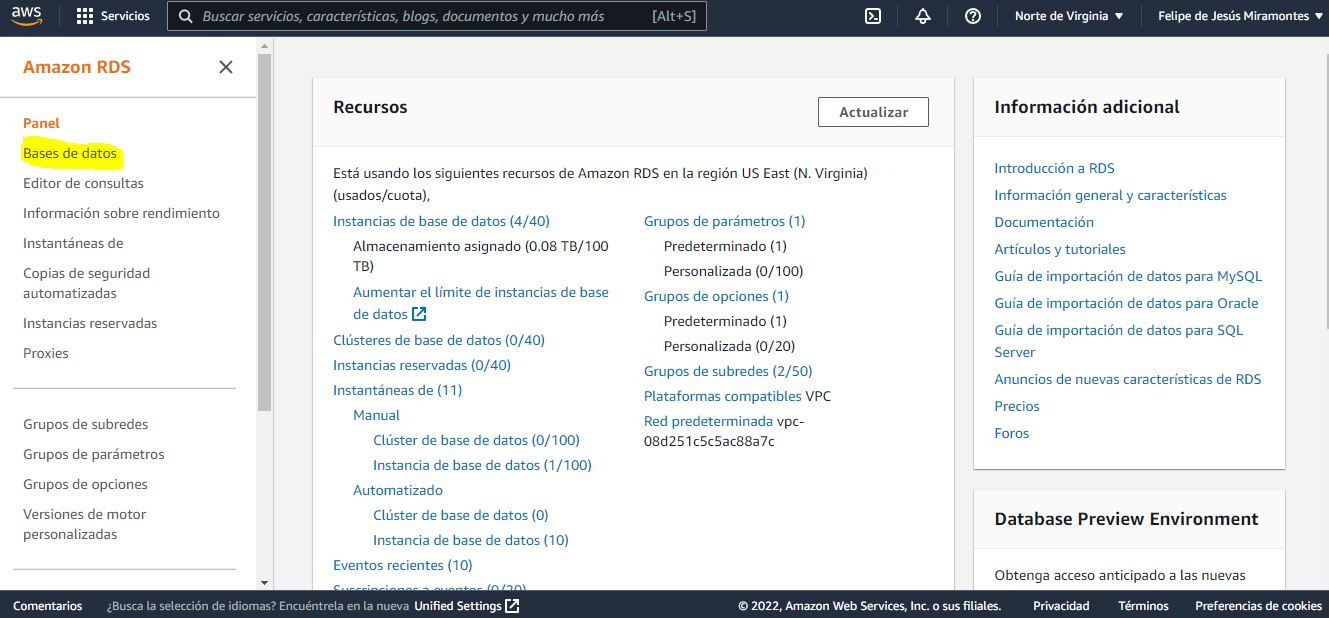 aws
Servicios
Buscar servicios, características, blogs, documentos y mucho más
[Alt+S]
Norte de Virginia
Felipe de Jesús Miramontes
Amazon RDS
Panel
Bases de datos
Editor de consultas
Información sobre rendimiento
Instantáneas de
Copias de seguridad
automatizadas
Instancias reservadas
Proxies
Grupos de subredes
Grupos de parámetros
Grupos de opciones
Versiones de motor
personalizadas
Recursos
Actualizar
Está usando los siguientes recursos de Amazon RDS en la región US East (N. Virginia)
(usados/cuota),
Instancias de base de datos (4/40)
Almacenamiento asignado (0.08 TB/100
TB)
Aumentar el límite de instancias de base
de datos
Clústeres de base de datos (0/40)
Instancias reservadas (0/40)
Instantáneas de (11)
Manual
Clúster de base de datos (0/100)
Instancia de base de datos (1/100)
Automatizado
Clúster de base de datos (0)
Instancia de base de datos (10)
Eventos recientes (10)
Suscripciones a eventos (0/20)
Grupos de parámetros (1)
Predeterminado (1)
Personalizada (0/100)
Grupos de opciones (1)
Predeterminado (1)
Personalizada (0/20)
Grupos de subredes (2/50)
Plataformas compatibles VPC
Red predeterminada vpc-
08d251c5c5ac88a7c
Información adicional
Introducción a RDS
Información general y características
Documentación
Artículos y tutoriales
Guía de importación de datos para MySQL
Guía de importación de datos para Oracle
Guía de importación de datos para SQL
Server
Anuncios de nuevas características de RDS
Precios
Foros
Database Preview Environment
Obtenga acceso anticipado a las nuevas
Comentarios
¿Busca la selección de idiomas? Encuéntrela en la nueva Unified Settings
© 2022, Amazon Web Services, Inc. o sus filiales.
Privacidad
Términos
Preferencias de cookies